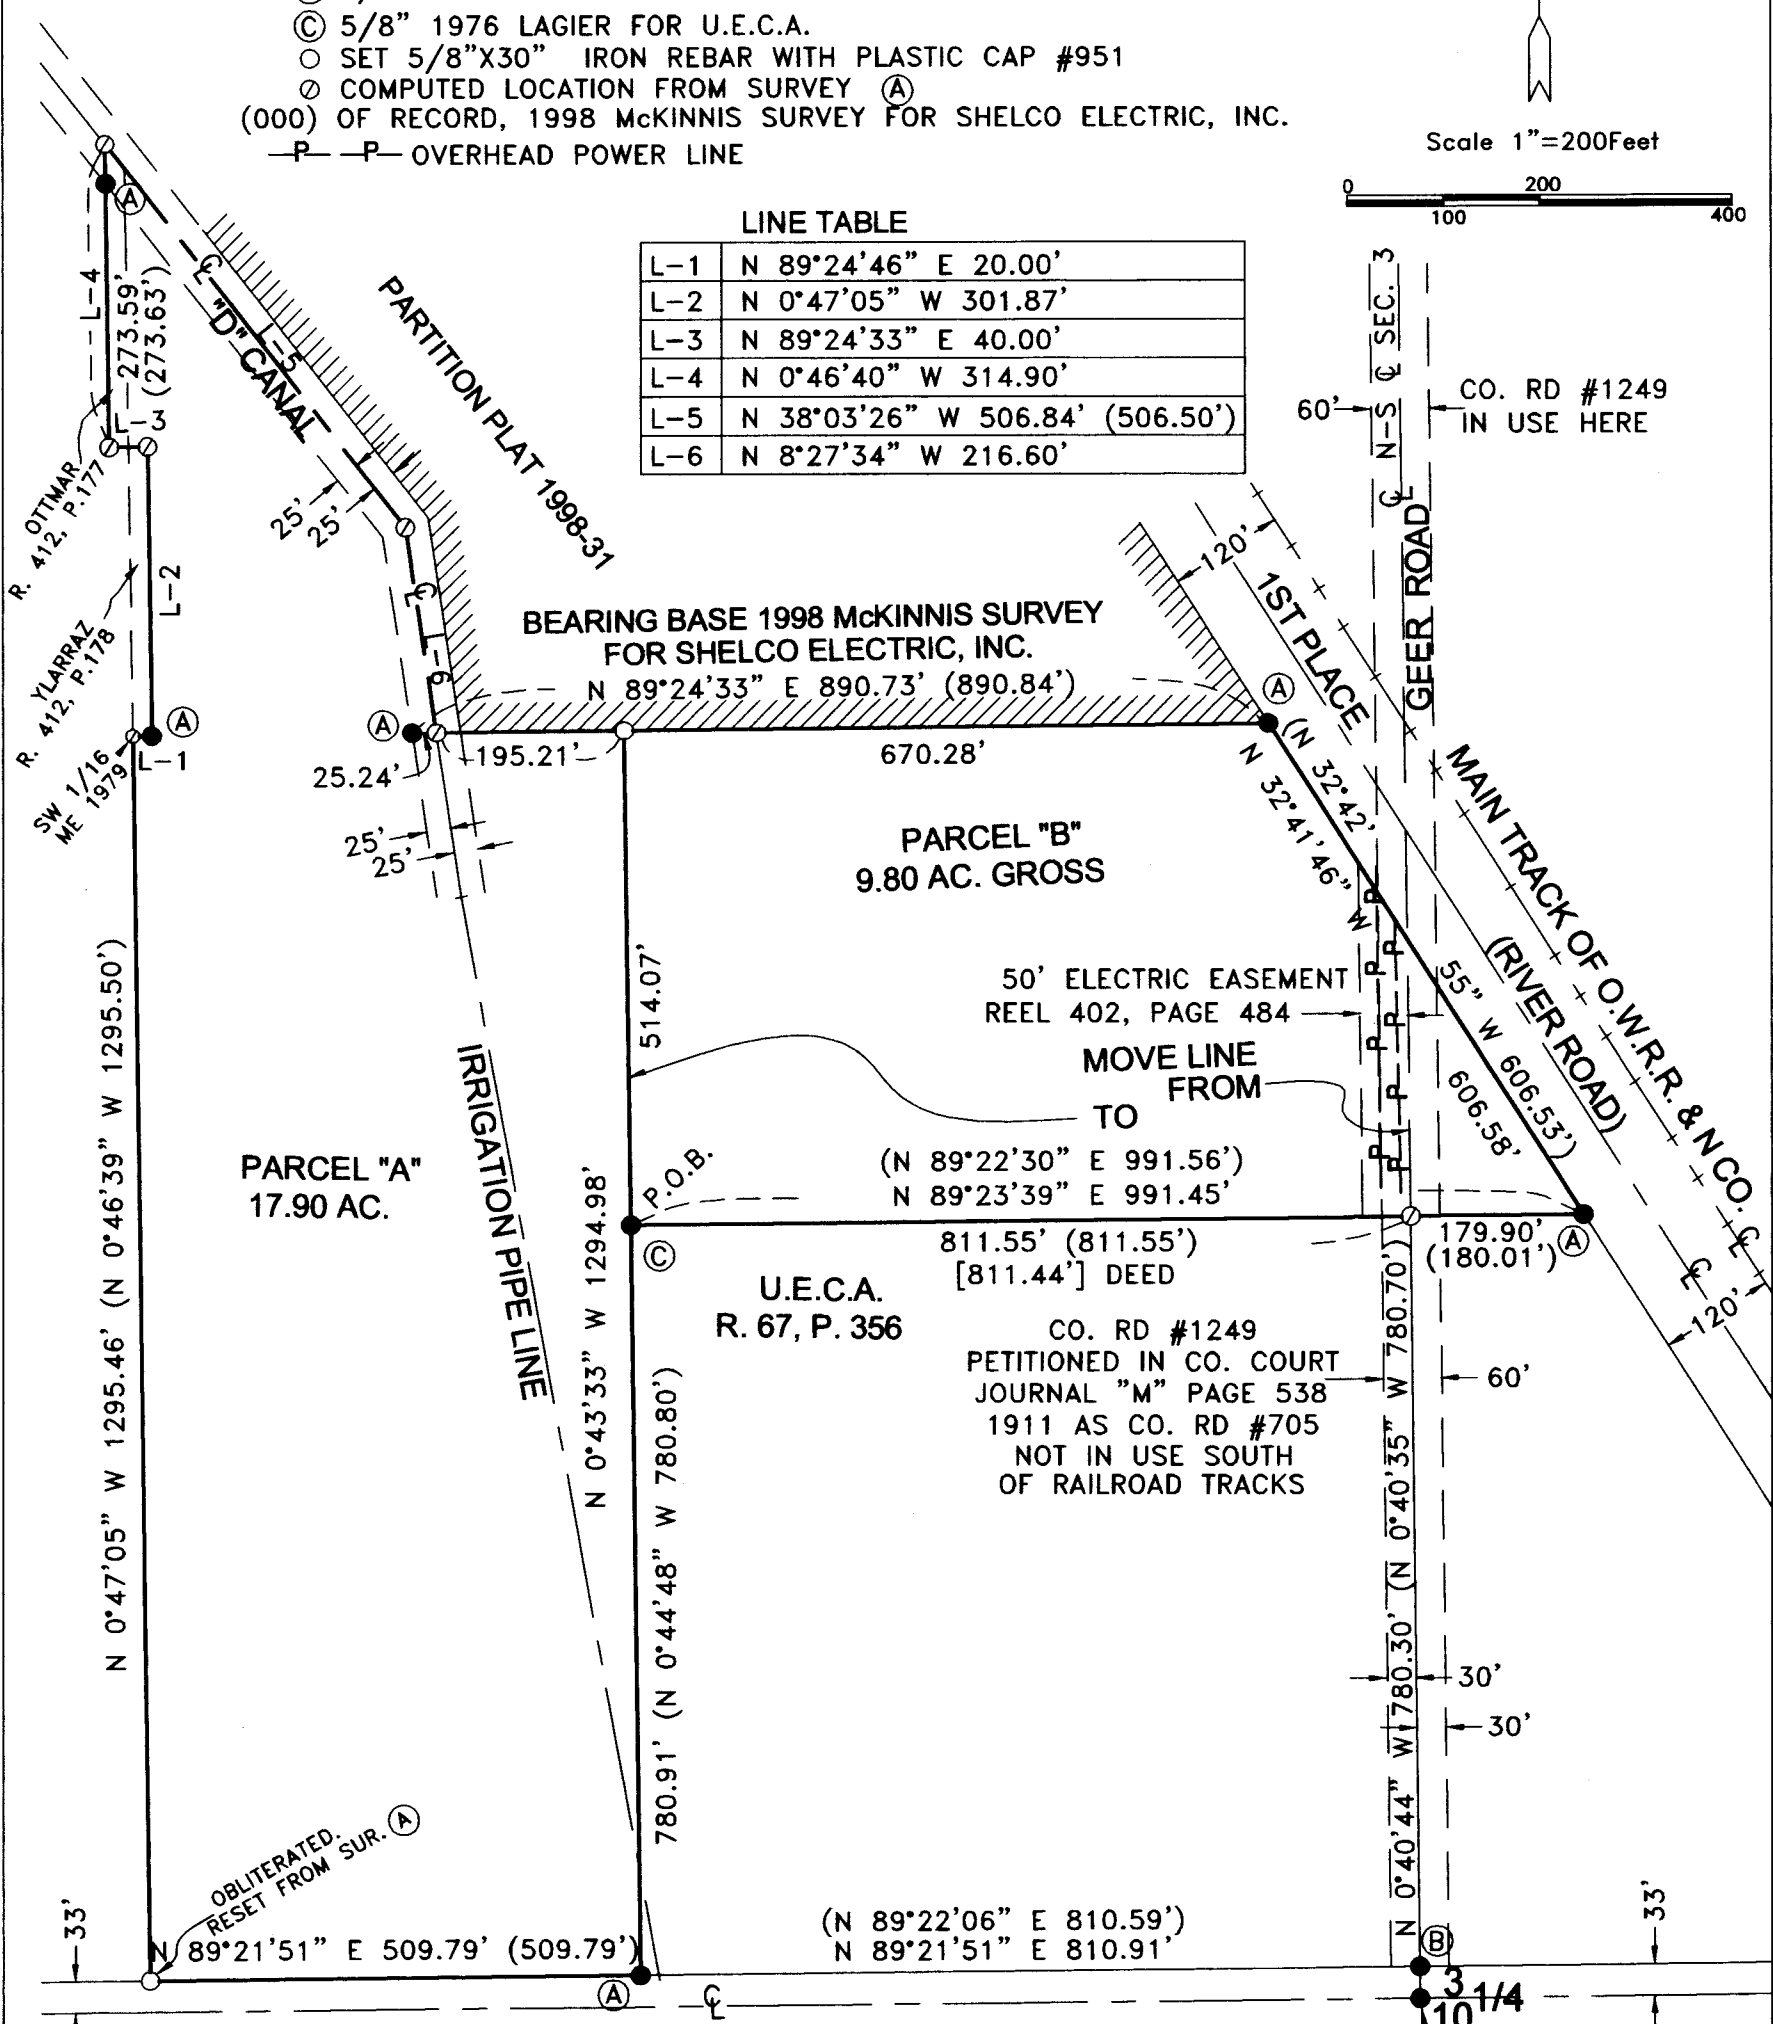 Ⓒ 5/8" 1976 LAGIER FOR U.E.C.A.
○ SET 5/8"X30" IRON REBAR WITH PLASTIC CAP #951
⊘ COMPUTED LOCATION FROM SURVEY Ⓐ
(000) OF RECORD, 1998 McKINNIS SURVEY FOR SHELCO ELECTRIC, INC.
—P— —P— OVERHEAD POWER LINE
Scale 1"=200Feet
0 200
100 400
LINE TABLE
L-1 N 89°24'46" E 20.00'
L-2 N 0°47'05" W 301.87'
L-3 N 89°24'33" E 40.00'
L-4 N 0°46'40" W 314.90'
L-5 N 38°03'26" W 506.84' (506.50')
L-6 N 8°27'34" W 216.60'
Ⓐ
L-4
273.59'
(273.63')
L-3
℄
"D" CANAL
L-5
PARTITION PLAT 1998-31
OTTMAR
R. 412, P.177
25'
25'
L-2
YLARRAZ
R. 412, P.178
Ⓐ
L-1
SW 1/16
ME 1979
℄
L-6
℄ N-S ℄ SEC. 3
60'
CO. RD #1249
IN USE HERE
GEER ROAD
120'
1ST PLACE
(RIVER ROAD)
MAIN TRACK OF O.W.R.R. & N CO. ℄
BEARING BASE 1998 McKINNIS SURVEY
FOR SHELCO ELECTRIC, INC.
N 89°24'33" E 890.73' (890.84')
Ⓐ
Ⓐ
25.24'
195.21'
670.28'
25'
25'
(N 32°42'55" W 606.53')
N 32°41'46" W 606.58'
PARCEL "B"
9.80 AC. GROSS
514.07'
50' ELECTRIC EASEMENT
REEL 402, PAGE 484
P P P P P P P P
MOVE LINE
FROM
TO
P.O.B.
(N 89°22'30" E 991.56')
N 89°23'39" E 991.45'
811.55' (811.55')
[811.44'] DEED
179.90'
(180.01')
Ⓐ
Ⓒ
℄
120'
IRRIGATION PIPE LINE
PARCEL "A"
17.90 AC.
N 0°47'05" W 1295.46' (N 0°46'39" W 1295.50')
N 0°43'33" W 1294.98'
780.91' (N 0°44'48" W 780.80')
U.E.C.A.
R. 67, P. 356
CO. RD #1249
PETITIONED IN CO. COURT
JOURNAL "M" PAGE 538
1911 AS CO. RD #705
NOT IN USE SOUTH
OF RAILROAD TRACKS
60'
N 0°40'44" W 780.30' (N 0°40'35" W 780.70')
30'
30'
OBLITERATED.
RESET FROM SUR. Ⓐ
33'
N 89°21'51" E 509.79' (509.79')
Ⓐ
(N 89°22'06" E 810.59')
N 89°21'51" E 810.91'
Ⓑ
33'
℄
3
1/4
10